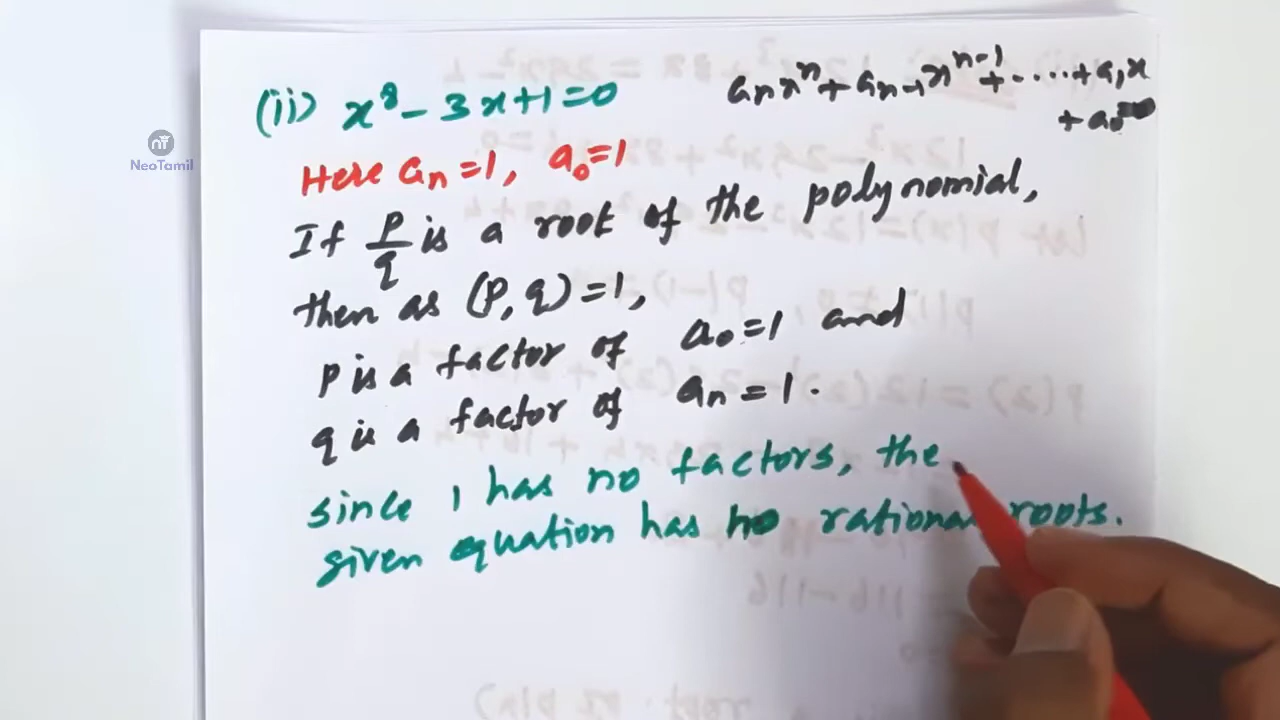 (ii) x⁸ - 3x + 1 = 0
aₙxⁿ + aₙ₋₁xⁿ⁻¹ + ..... + a₁x
+ a₀ = 0
NeoTamil
Here aₙ = 1, a₀ = 1
If p/q is a root of the polynomial,
then as (p, q) = 1,
p is a factor of a₀ = 1 and
q is a factor of aₙ = 1.
since 1 has no factors, the
given equation has no rational roots.